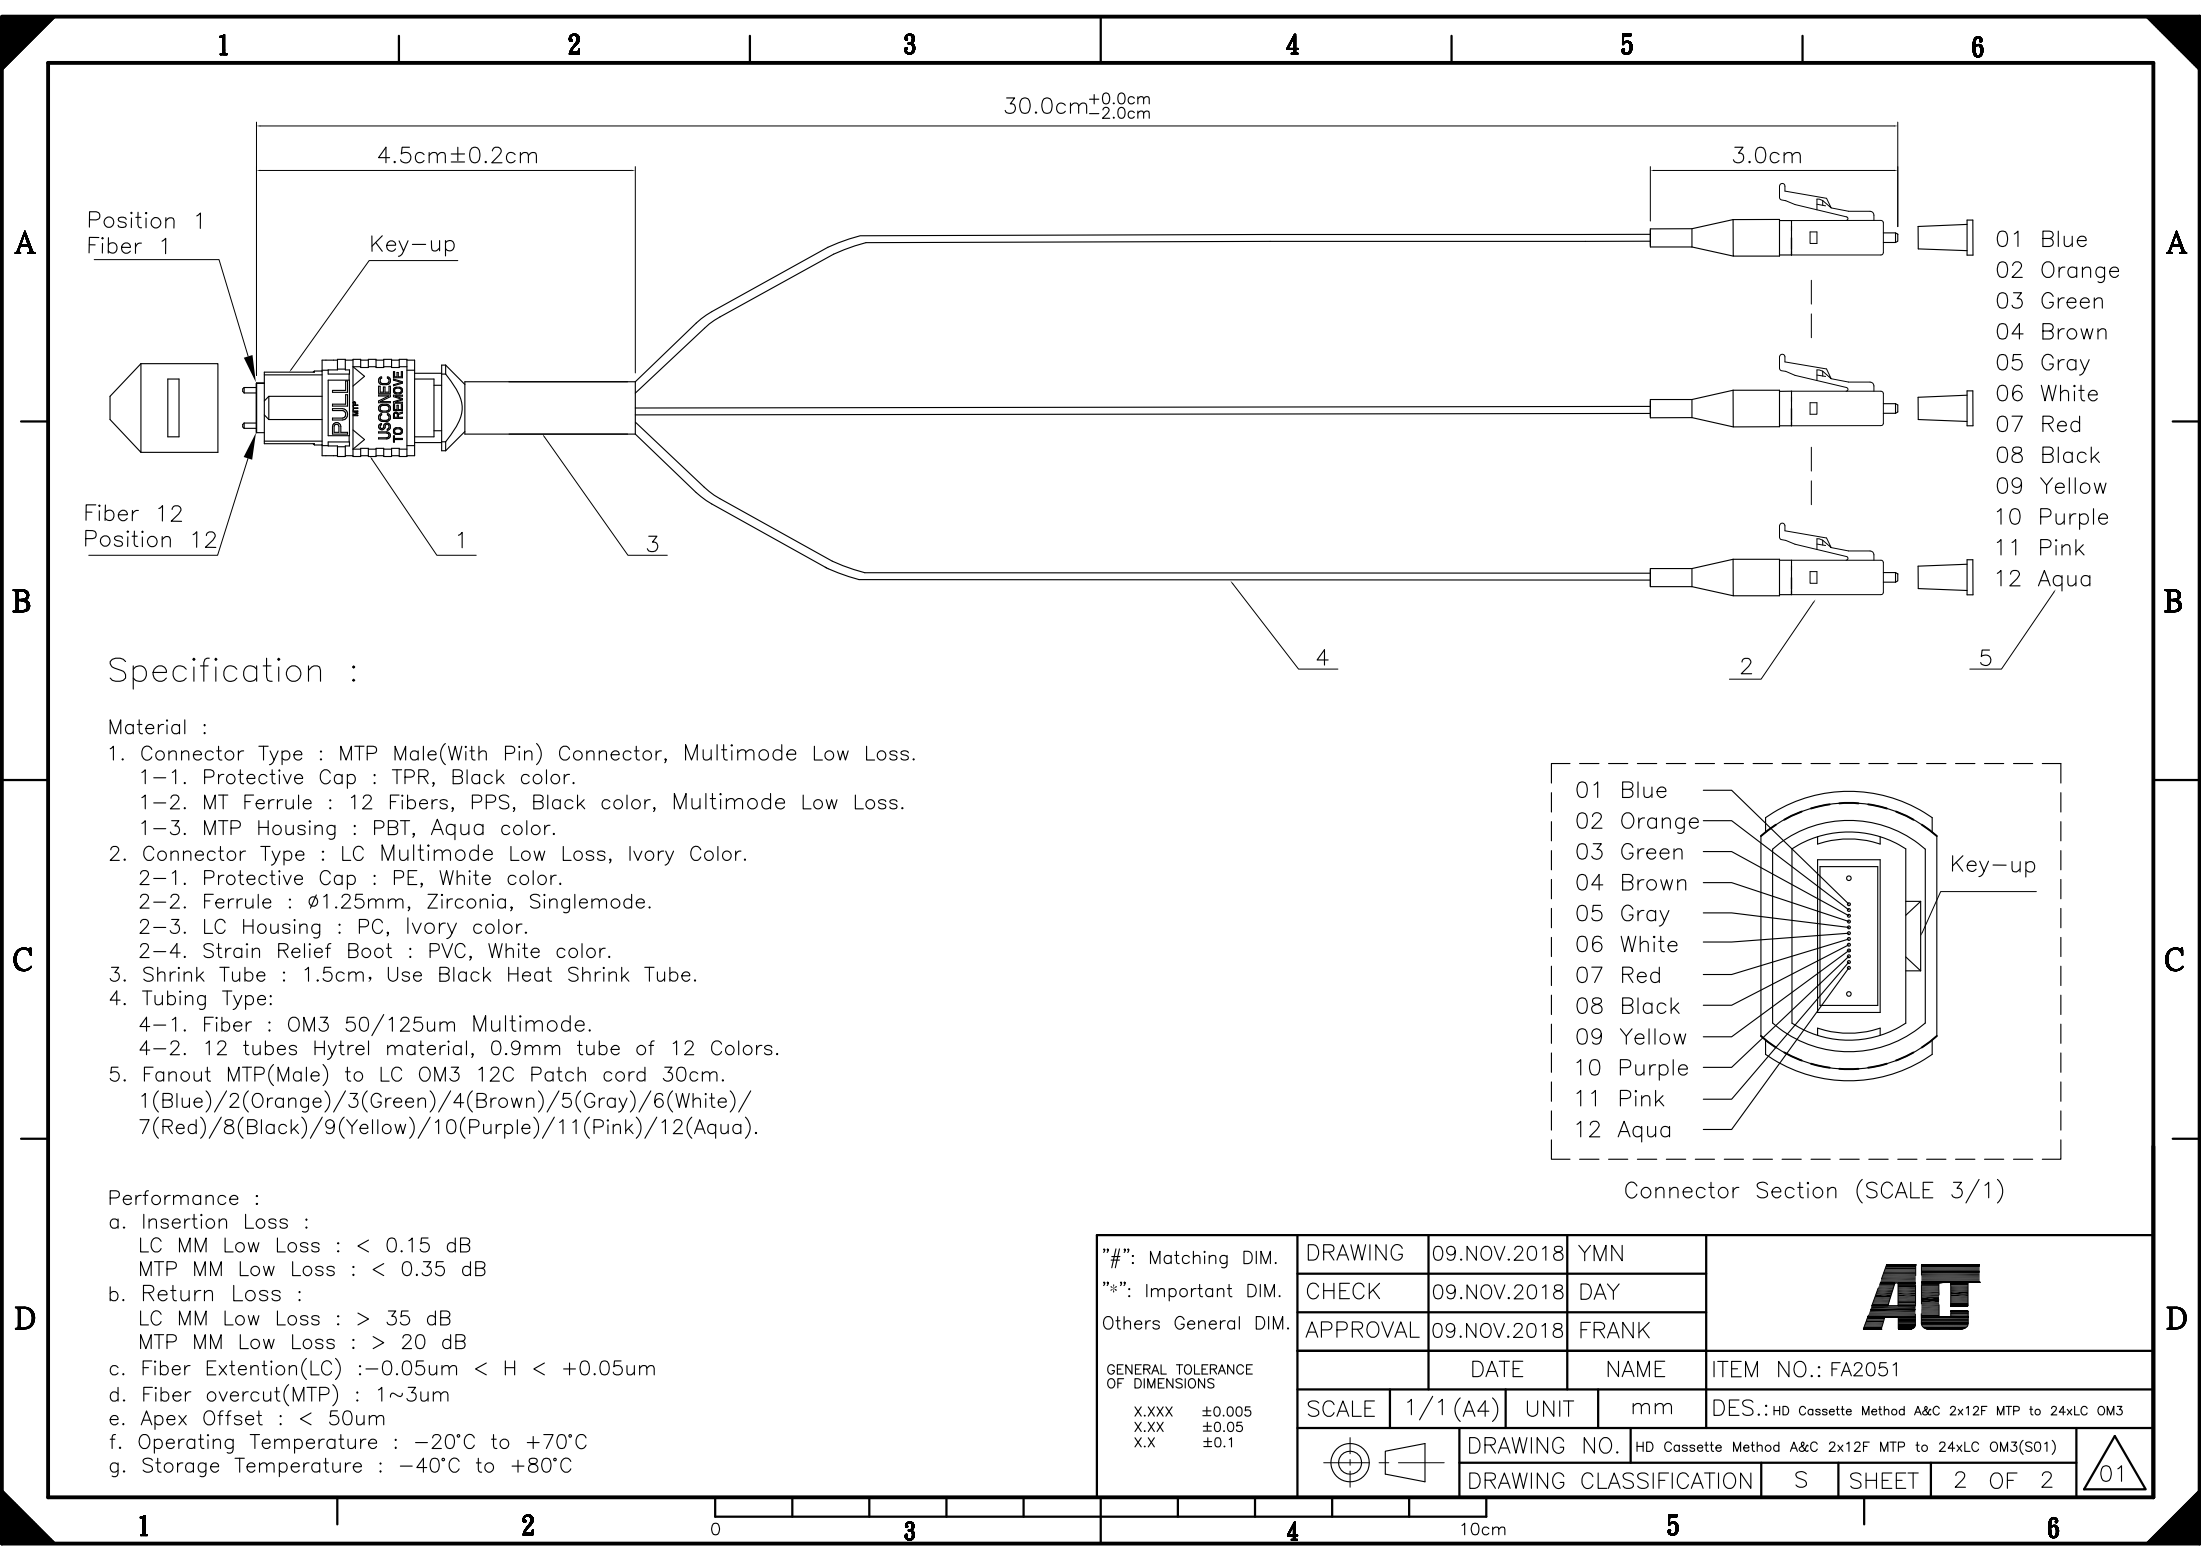 1 2 3 4 5 6
30.0cm+0.0cm
-2.0cm
4.5cm±0.2cm
3.0cm
Position 1
Fiber 1
Key-up
A
A
01 Blue
02 Orange
03 Green
04 Brown
05 Gray
06 White
07 Red
08 Black
09 Yellow
10 Purple
11 Pink
12 Aqua
PULL
MTP
USCONEC
TO REMOVE
Fiber 12
Position 12
1
3
B
B
4
2
5
Specification :
Material :
1. Connector Type : MTP Male(With Pin) Connector, Multimode Low Loss.
1-1. Protective Cap : TPR, Black color.
1-2. MT Ferrule : 12 Fibers, PPS, Black color, Multimode Low Loss.
1-3. MTP Housing : PBT, Aqua color.
2. Connector Type : LC Multimode Low Loss, Ivory Color.
2-1. Protective Cap : PE, White color.
2-2. Ferrule : ø1.25mm, Zirconia, Singlemode.
2-3. LC Housing : PC, Ivory color.
2-4. Strain Relief Boot : PVC, White color.
3. Shrink Tube : 1.5cm, Use Black Heat Shrink Tube.
4. Tubing Type:
4-1. Fiber : OM3 50/125um Multimode.
4-2. 12 tubes Hytrel material, 0.9mm tube of 12 Colors.
5. Fanout MTP(Male) to LC OM3 12C Patch cord 30cm.
1(Blue)/2(Orange)/3(Green)/4(Brown)/5(Gray)/6(White)/
7(Red)/8(Black)/9(Yellow)/10(Purple)/11(Pink)/12(Aqua).
01 Blue
02 Orange
03 Green
04 Brown
05 Gray
06 White
07 Red
08 Black
09 Yellow
10 Purple
11 Pink
12 Aqua
Key-up
C
C
Connector Section (SCALE 3/1)
Performance :
a. Insertion Loss :
LC MM Low Loss : < 0.15 dB
MTP MM Low Loss : < 0.35 dB
b. Return Loss :
LC MM Low Loss : > 35 dB
MTP MM Low Loss : > 20 dB
c. Fiber Extention(LC) :-0.05um < H < +0.05um
d. Fiber overcut(MTP) : 1~3um
e. Apex Offset : < 50um
f. Operating Temperature : -20°C to +70°C
g. Storage Temperature : -40°C to +80°C
D
D
"#": Matching DIM.
"*": Important DIM.
Others General DIM.
GENERAL TOLERANCE
OF DIMENSIONS
X.XXX ±0.005
X.XX ±0.05
X.X ±0.1
DRAWING 09.NOV.2018 YMN
CHECK 09.NOV.2018 DAY
APPROVAL 09.NOV.2018 FRANK
DATE NAME
ACT
ITEM NO.: FA2051
SCALE 1/1(A4) UNIT mm
DES.: HD Cassette Method A&C 2x12F MTP to 24xLC OM3
DRAWING NO. HD Cassette Method A&C 2x12F MTP to 24xLC OM3(S01)
DRAWING CLASSIFICATION S SHEET 2 OF 2
01
0 10cm
1 2 3 4 5 6